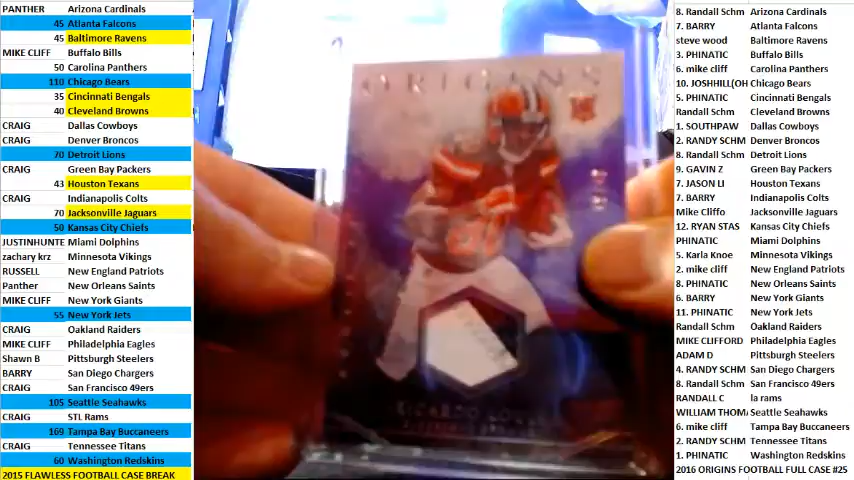 PANTHER Arizona Cardinals
45 Atlanta Falcons
45 Baltimore Ravens
MIKE CLIFF Buffalo Bills
50 Carolina Panthers
110 Chicago Bears
35 Cincinnati Bengals
40 Cleveland Browns
CRAIG Dallas Cowboys
CRAIG Denver Broncos
70 Detroit Lions
CRAIG Green Bay Packers
43 Houston Texans
CRAIG Indianapolis Colts
70 Jacksonville Jaguars
50 Kansas City Chiefs
JUSTINHUNTE Miami Dolphins
zachary krz Minnesota Vikings
RUSSELL New England Patriots
Panther New Orleans Saints
MIKE CLIFF New York Giants
55 New York Jets
CRAIG Oakland Raiders
MIKE CLIFF Philadelphia Eagles
Shawn B Pittsburgh Steelers
BARRY San Diego Chargers
CRAIG San Francisco 49ers
105 Seattle Seahawks
CRAIG STL Rams
169 Tampa Bay Buccaneers
CRAIG Tennessee Titans
60 Washington Redskins
2015 FLAWLESS FOOTBALL CASE BREAK
ORIGINS
RICARDO
8. Randall Schm Arizona Cardinals
7. BARRY Atlanta Falcons
steve wood Baltimore Ravens
3. PHINATIC Buffalo Bills
6. mike cliff Carolina Panthers
10. JOSHHILL(OH Chicago Bears
5. PHINATIC Cincinnati Bengals
Randall Schm Cleveland Browns
1. SOUTHPAW Dallas Cowboys
2. RANDY SCHM Denver Broncos
8. Randall Schm Detroit Lions
9. GAVIN Z Green Bay Packers
7. JASON LI Houston Texans
7. BARRY Indianapolis Colts
Mike Cliffo Jacksonville Jaguars
12. RYAN STAS Kansas City Chiefs
PHINATIC Miami Dolphins
5. Karla Knoe Minnesota Vikings
2. mike cliff New England Patriots
8. PHINATIC New Orleans Saints
6. BARRY New York Giants
11. PHINATIC New York Jets
Randall Schm Oakland Raiders
MIKE CLIFFORD Philadelphia Eagles
ADAM D Pittsburgh Steelers
4. RANDY SCHM San Diego Chargers
8. Randall Schm San Francisco 49ers
RANDALL C la rams
WILLIAM THOM Seattle Seahawks
6. mike cliff Tampa Bay Buccaneers
2. RANDY SCHM Tennessee Titans
1. PHINATIC Washington Redskins
2016 ORIGINS FOOTBALL FULL CASE #25